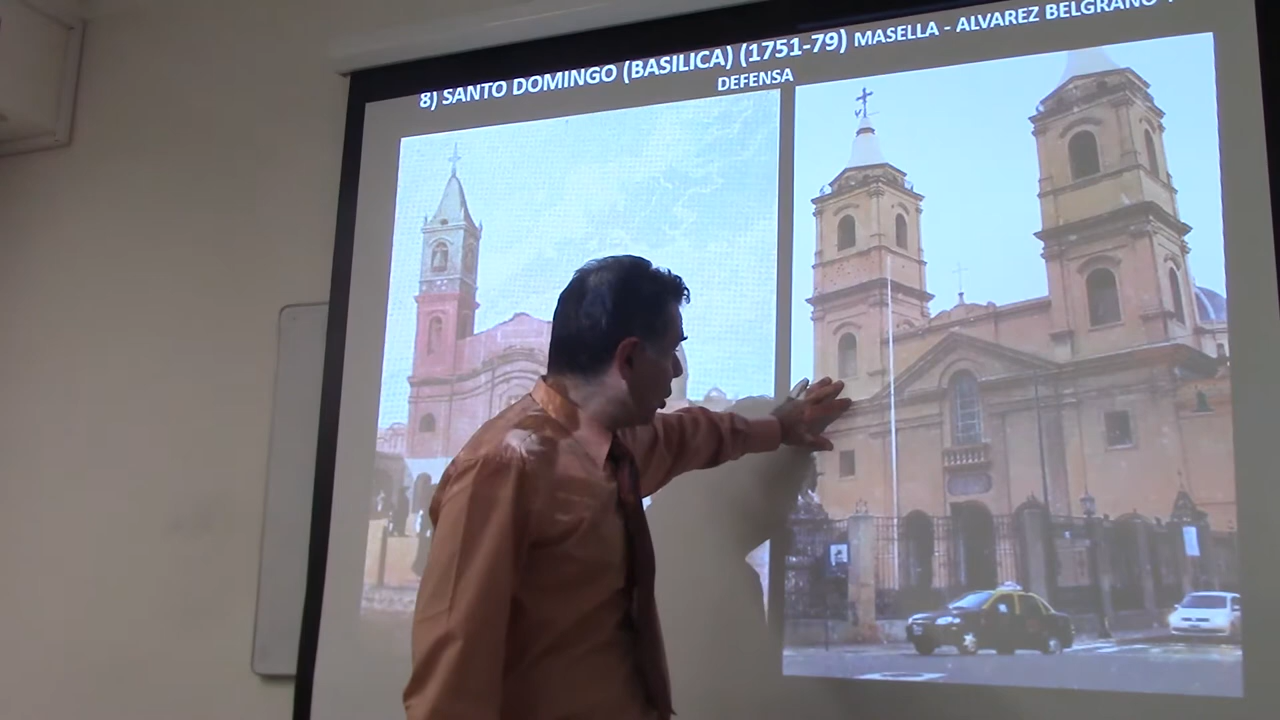 8) SANTO DOMINGO (BASILICA) (1751-79) MASELLA - ALVAREZ BELGRANO
DEFENSA